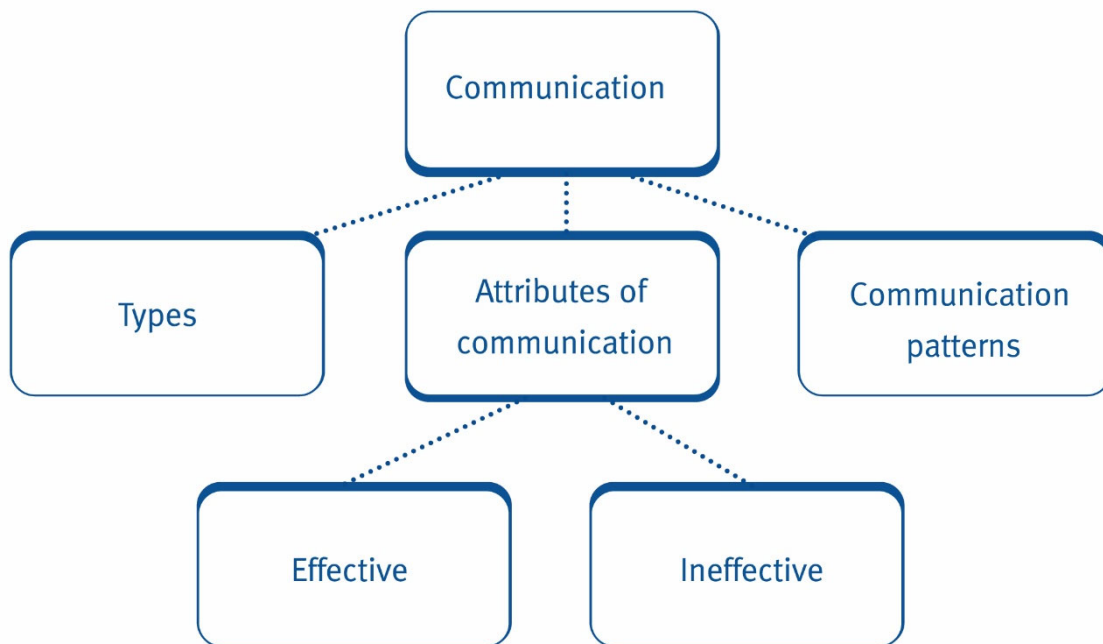 Communication
Types
Attributes of
communication
Communication
patterns
Effective
Ineffective